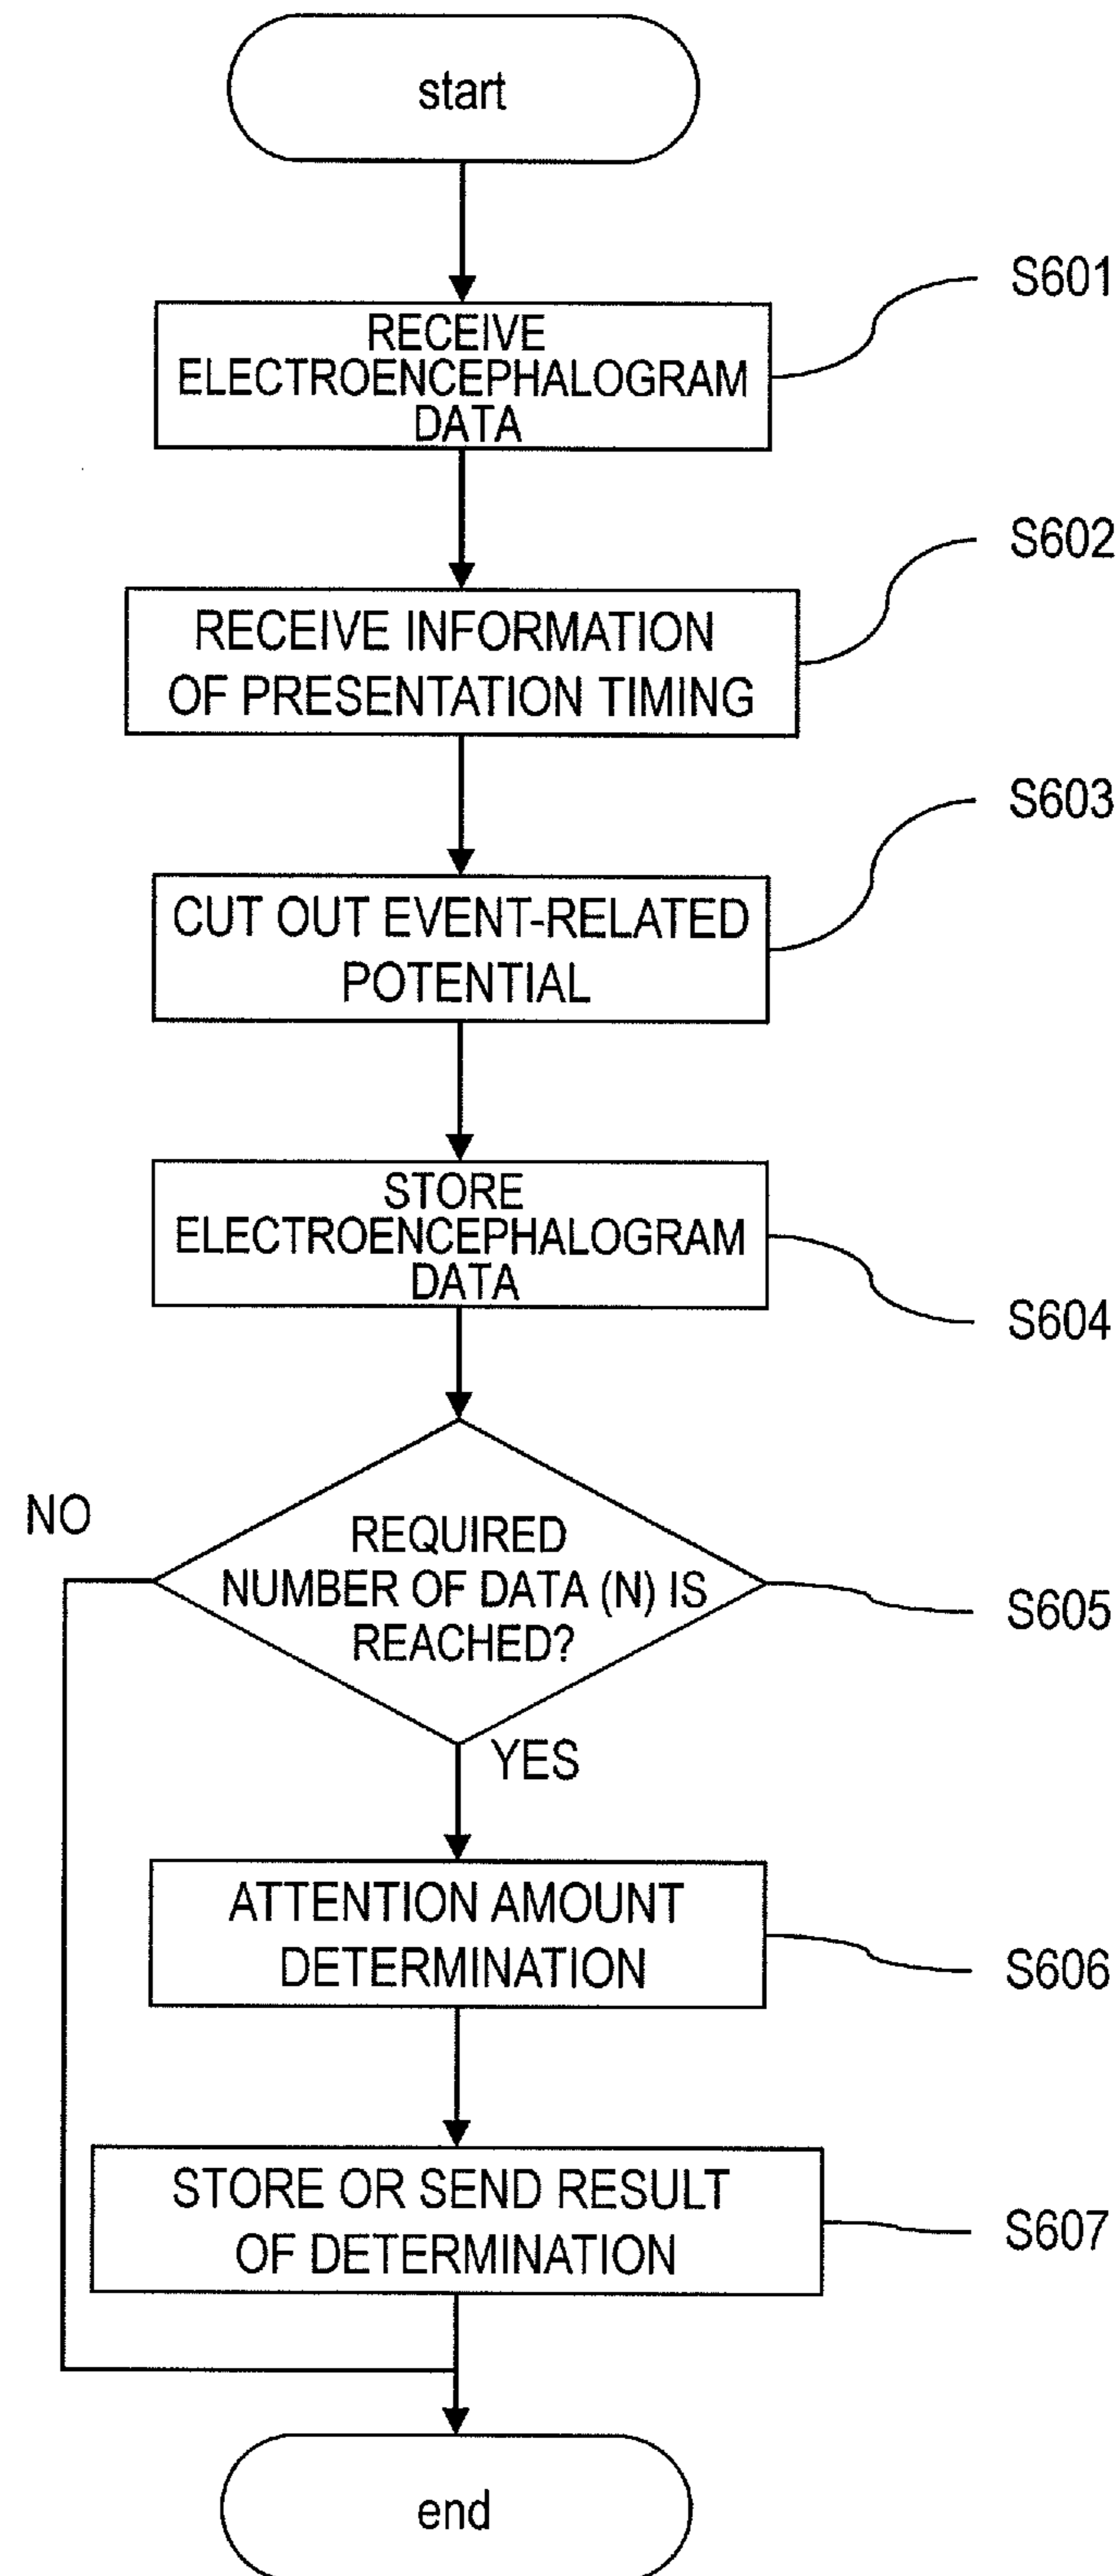 start
S601
RECEIVE
ELECTROENCEPHALOGRAM
DATA
S602
RECEIVE INFORMATION
OF PRESENTATION TIMING
S603
CUT OUT EVENT-RELATED
POTENTIAL
STORE
ELECTROENCEPHALOGRAM
DATA
S604
NO
REQUIRED
NUMBER OF DATA (N) IS
REACHED?
S605
YES
ATTENTION AMOUNT
DETERMINATION
S606
STORE OR SEND RESULT
OF DETERMINATION
S607
end